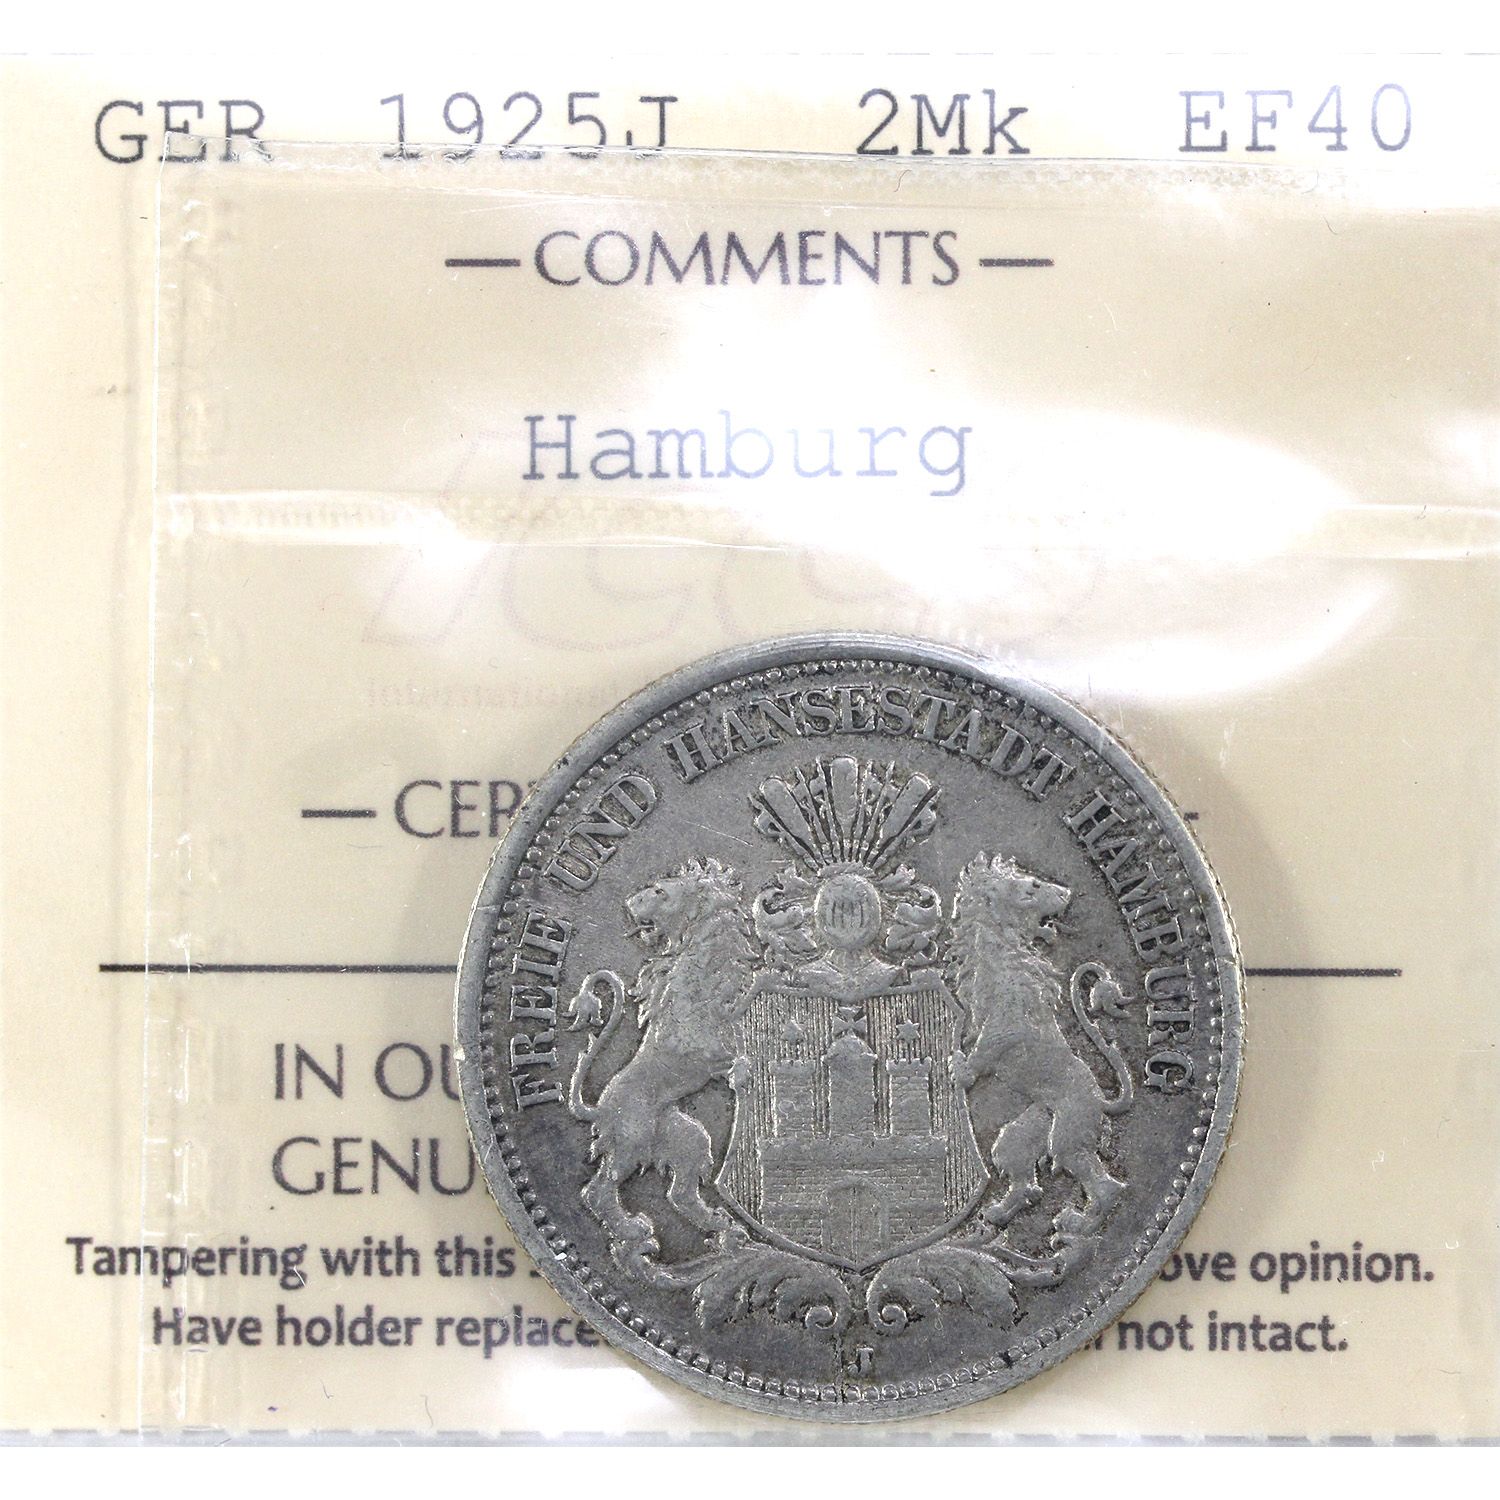 GER 1925J 2Mk EF40
— COMMENTS —
Hamburg
— CER
IN OU
GENU
Tampering with this ove opinion.
Have holder replace not intact.
FREIE UND HANSESTADT HAMBURG
J